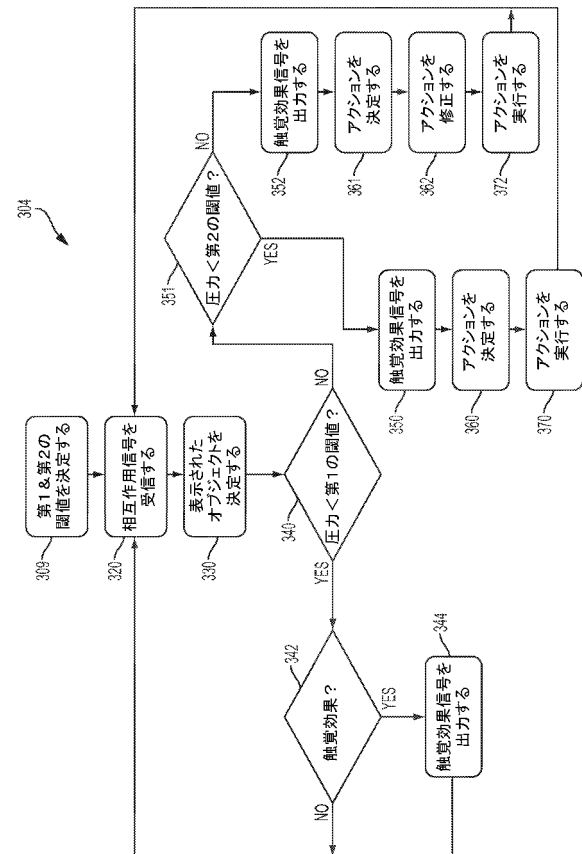 304
第1&第2の
閾値を決定する
309
相互作用信号を
受信する
320
表示された
オブジェクトを
決定する
330
圧力<第1の閾値?
340
YES
NO
触覚効果?
342
NO
YES
触覚効果信号を
出力する
344
圧力<第2の閾値?
351
YES
NO
触覚効果信号を
出力する
350
アクションを
決定する
360
アクションを
実行する
370
触覚効果信号を
出力する
352
アクションを
決定する
361
アクションを
修正する
362
アクションを
実行する
372